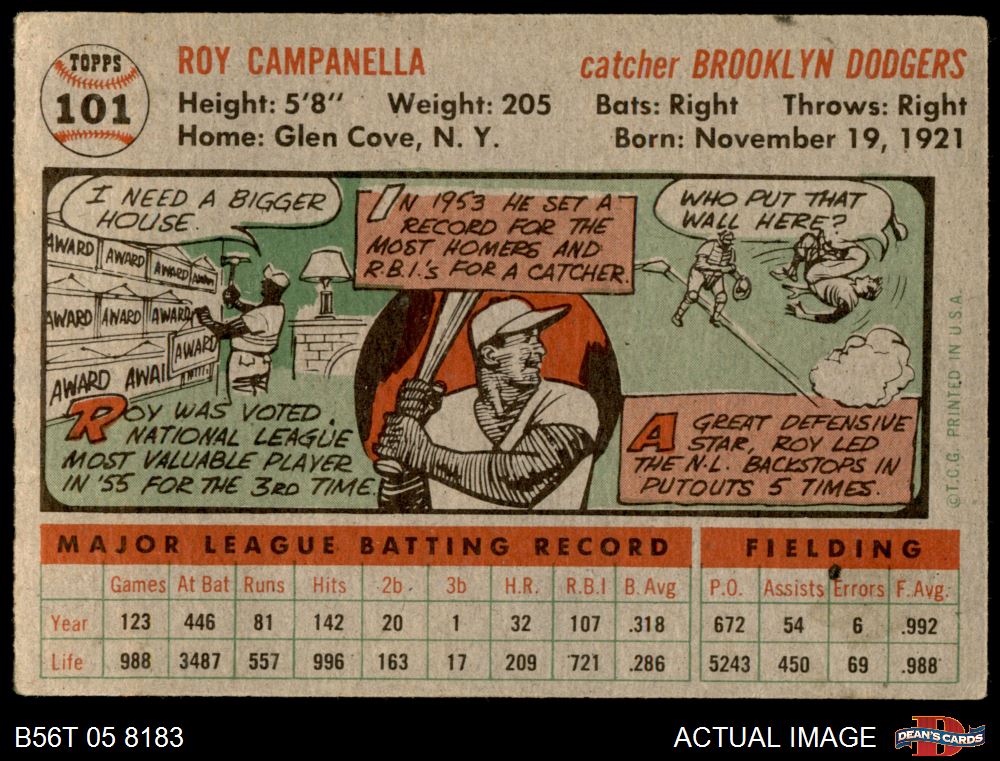 TOPPS
101
ROY CAMPANELLA
catcher BROOKLYN DODGERS
Height: 5'8" Weight: 205 Bats: Right Throws: Right
Home: Glen Cove, N. Y. Born: November 19, 1921
I NEED A BIGGER
HOUSE.
AWARD AWARD AWARD
AWARD AWARD AWARD
AWARD
AWARD
ROY WAS VOTED
NATIONAL LEAGUE
MOST VALUABLE PLAYER
IN '55 FOR THE 3RD TIME.
IN 1953 HE SET A
RECORD FOR THE
MOST HOMERS AND
R.B.I.'s FOR A CATCHER.
WHO PUT THAT
WALL HERE?
A GREAT DEFENSIVE
STAR, ROY LED
THE N.L. BACKSTOPS IN
PUTOUTS 5 TIMES.
©T.C.G. PRINTED IN U.S.A.
MAJOR LEAGUE BATTING RECORD FIELDING
Games At Bat Runs Hits 2b 3b H.R. R.B.I B. Avg P.O. Assists Errors F. Avg.
Year 123 446 81 142 20 1 32 107 .318 672 54 6 .992
Life 988 3487 557 996 163 17 209 721 .286 5243 450 69 .988
B56T 05 8183
ACTUAL IMAGE
DEAN'S CARDS